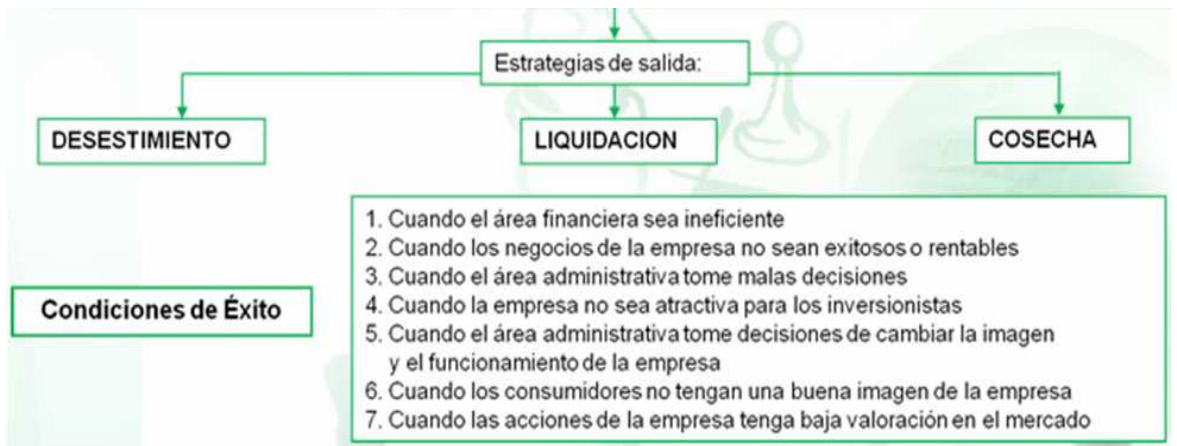 Estrategias de salida:
DESESTIMIENTO
LIQUIDACION
COSECHA
Condiciones de Éxito
1. Cuando el área financiera sea ineficiente
2. Cuando los negocios de la empresa no sean exitosos o rentables
3. Cuando el área administrativa tome malas decisiones
4. Cuando la empresa no sea atractiva para los inversionistas
5. Cuando el área administrativa tome decisiones de cambiar la imagen
y el funcionamiento de la empresa
6. Cuando los consumidores no tengan una buena imagen de la empresa
7. Cuando las acciones de la empresa tenga baja valoración en el mercado